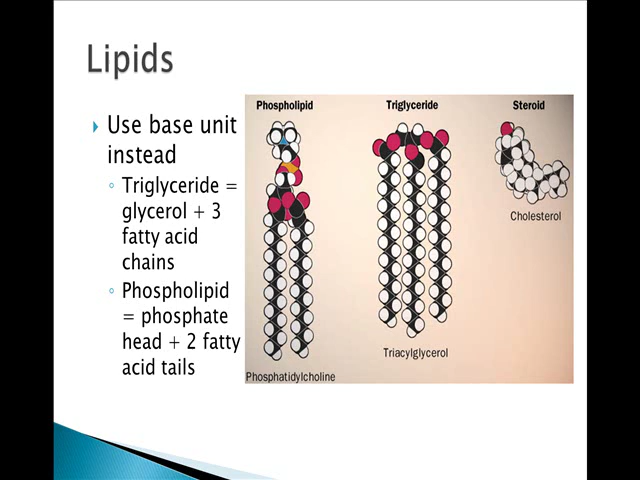 Lipids
Use base unit
instead
Triglyceride =
glycerol + 3
fatty acid
chains
Phospholipid
= phosphate
head + 2 fatty
acid tails
Phospholipid
Triglyceride
Steroid
Cholesterol
Triacylglycerol
Phosphatidylcholine